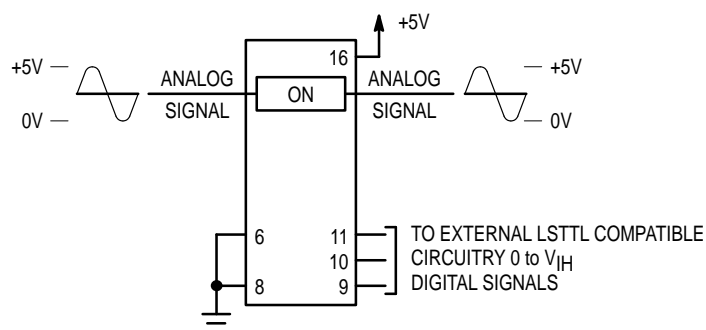 +5V
16
+5V
ANALOG
ON
ANALOG
+5V
0V
SIGNAL
SIGNAL
0V
6
11
TO EXTERNAL LSTTL COMPATIBLE
10
CIRCUITRY 0 to VIH
8
9
DIGITAL SIGNALS